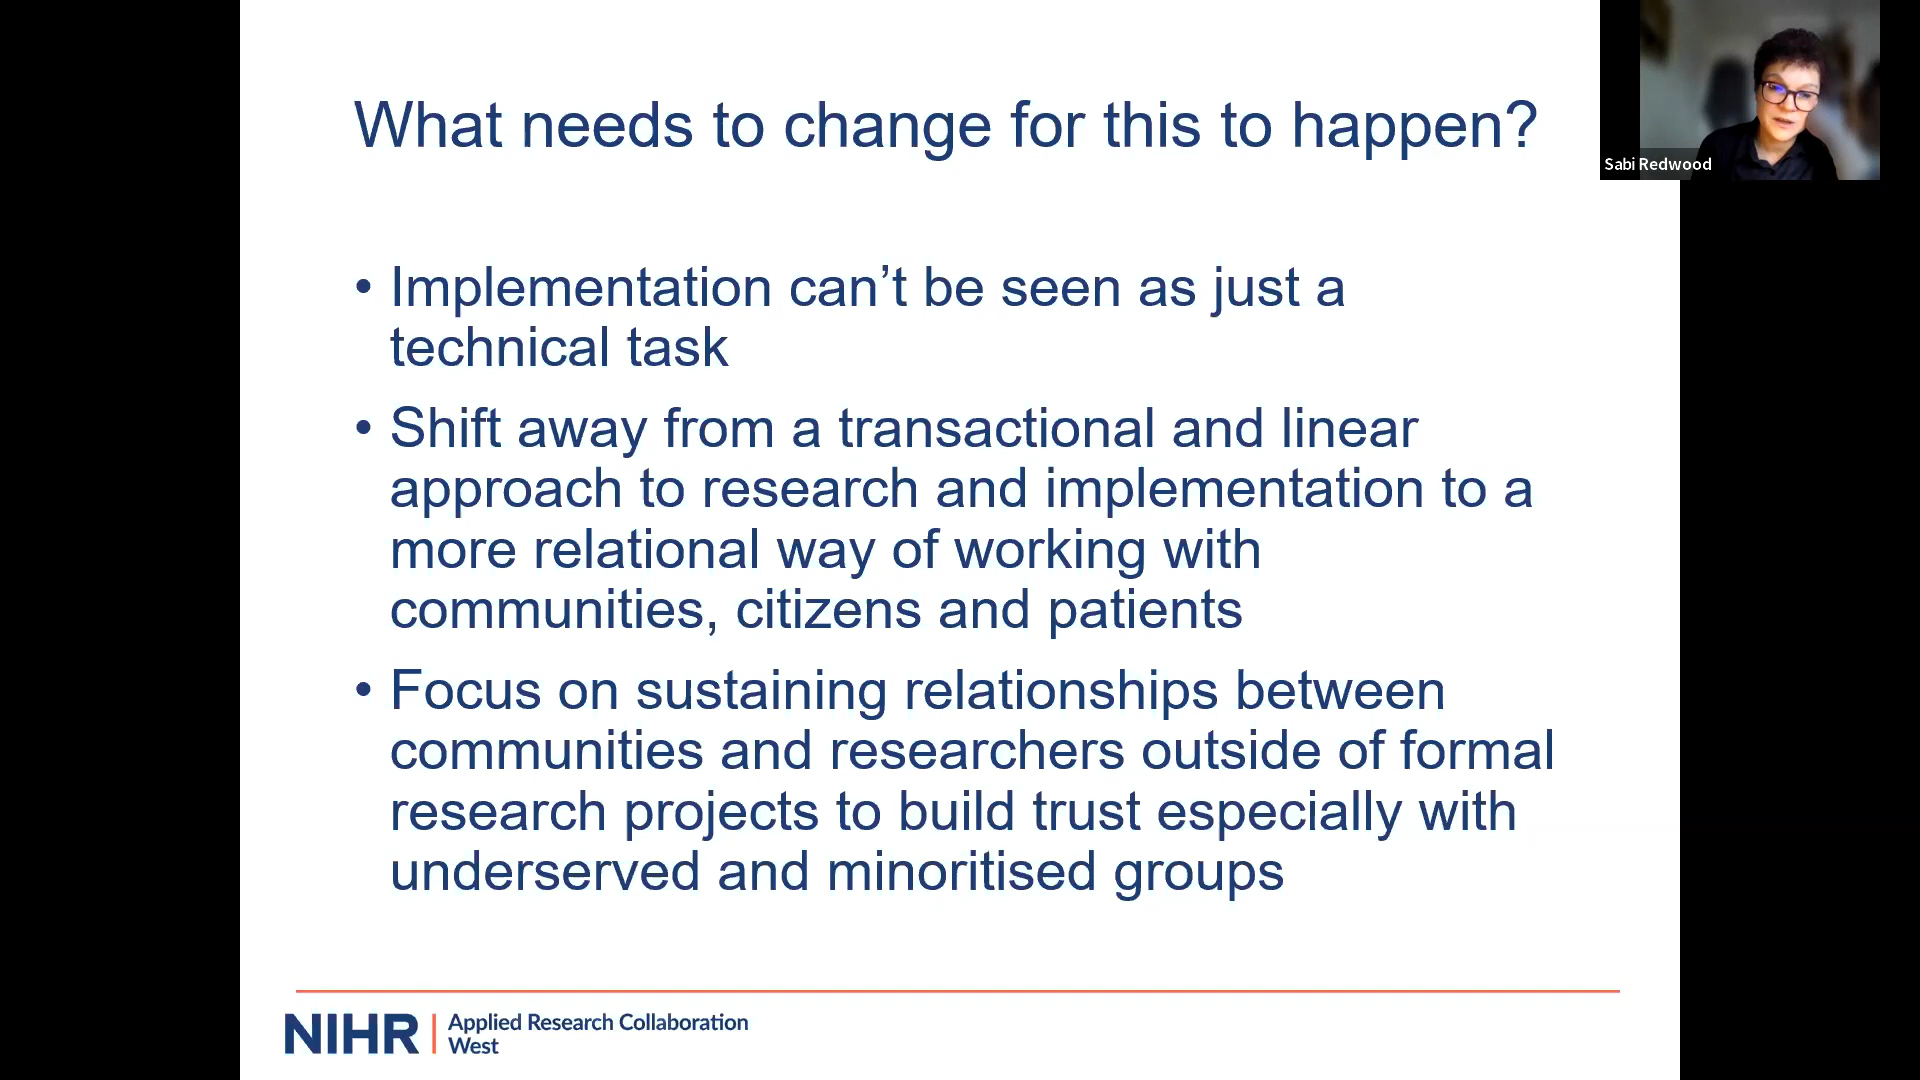 What needs to change for this to happen?
Sabi Redwood
• Implementation can’t be seen as just a
technical task
• Shift away from a transactional and linear
approach to research and implementation to a
more relational way of working with
communities, citizens and patients
• Focus on sustaining relationships between
communities and researchers outside of formal
research projects to build trust especially with
underserved and minoritised groups
NIHR | Applied Research Collaboration
West